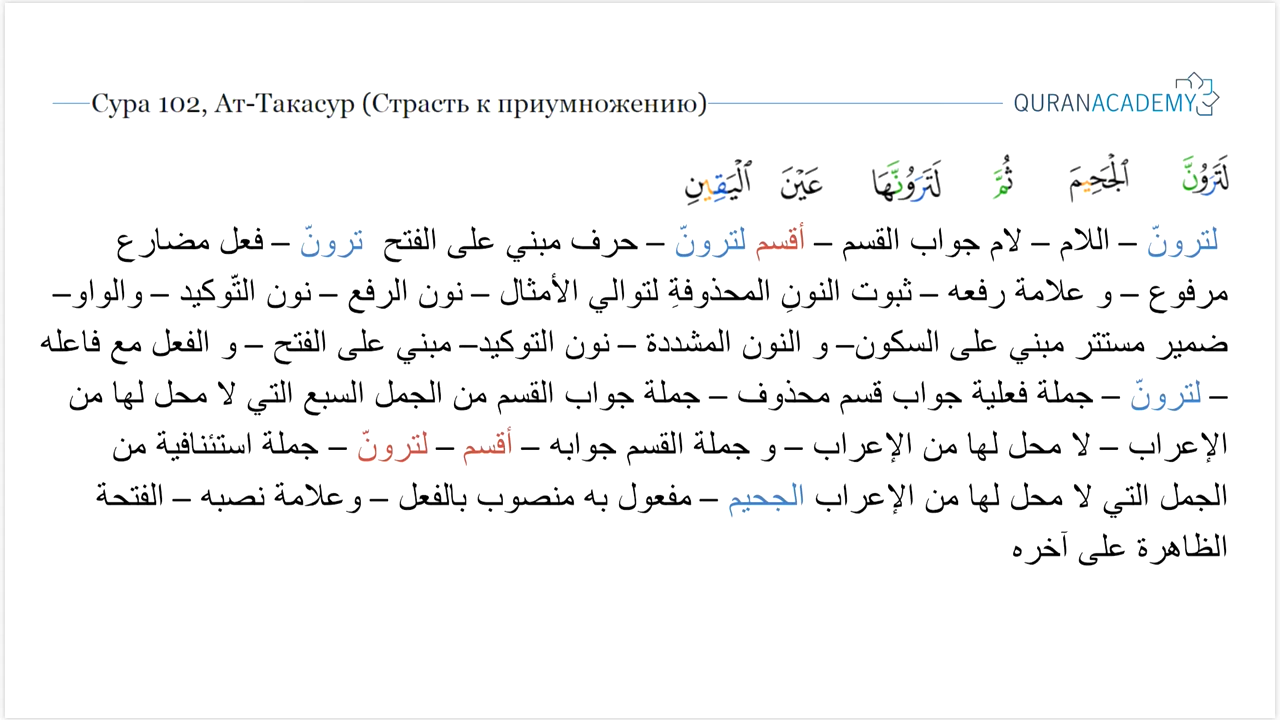 Сура 102, Ат-Такасур (Страсть к приумножению)
QURANACADEMY
لَتَرَوُنَّ ٱلْجَحِيمَ ثُمَّ لَتَرَوُنَّهَا عَيْنَ ٱلْيَقِينِ
لترونّ – اللام – لام جواب القسم – أقسم لترونّ – حرف مبني على الفتح ترونّ – فعل مضارع
مرفوع – و علامة رفعه – ثبوت النونِ المحذوفةِ لتوالي الأمثال – نون الرفع – نون التّوكيد – والواو–
ضمير مستتر مبني على السكون– و النون المشددة – نون التوكيد– مبني على الفتح – و الفعل مع فاعله
– لترونّ – جملة فعلية جواب قسم محذوف – جملة جواب القسم من الجمل السبع التي لا محل لها من
الإعراب – لا محل لها من الإعراب – و جملة القسم جوابه – أقسم – لترونّ – جملة استئنافية من
الجمل التي لا محل لها من الإعراب الجحيم – مفعول به منصوب بالفعل – وعلامة نصبه – الفتحة
الظاهرة على آخره